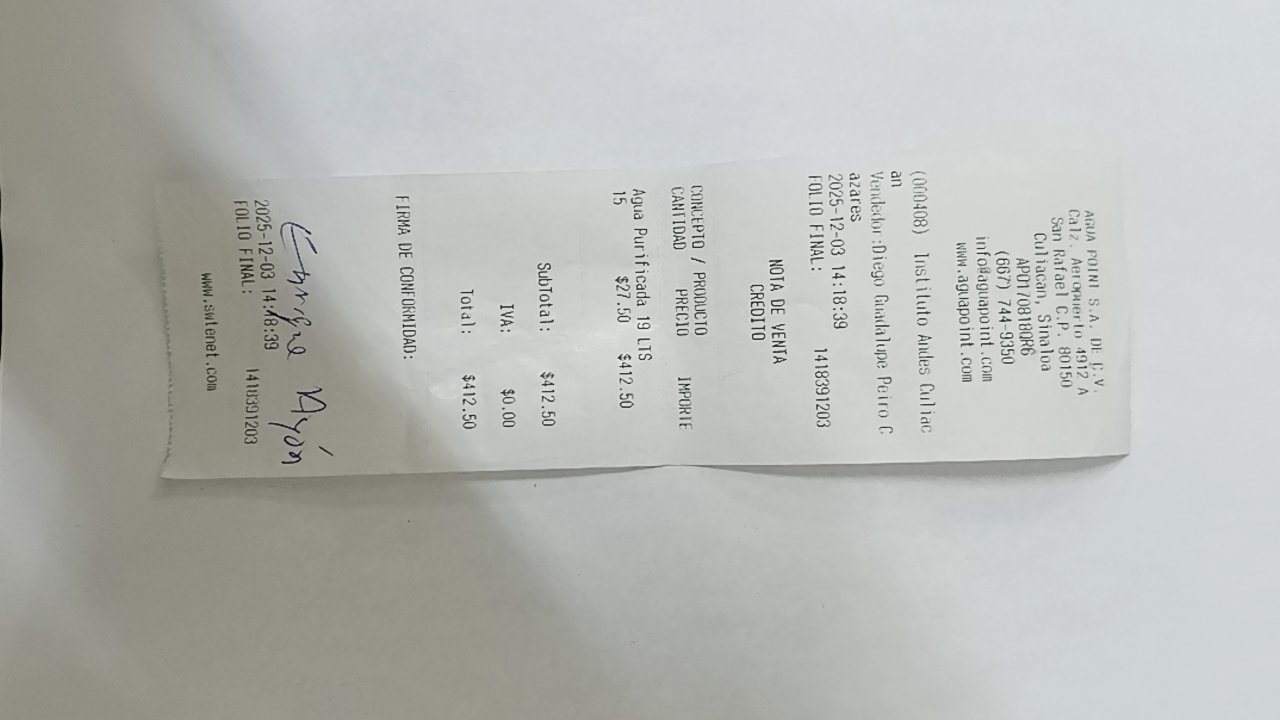 AGUA POINT S.A. DE C.V.
Calz. Aeropuerto 4912 A
San Rafael C.P. 80150
Culiacan, Sinaloa
APO170818QR6
(667) 744-9350
info@aguapoint.com
www.aguapoint.com
(000408) Instituto Andes Culiac
an
Vendedor:Diego Guadalupe Peiro C
azares
2025-12-03 14:18:39
FOLIO FINAL: 1418391203
NOTA DE VENTA
CREDITO
CONCEPTO / PRODUCTO
CANTIDAD PRECIO IMPORTE
Agua Purificada 19 LTS
15 $27.50 $412.50
SubTotal: $412.50
IVA: $0.00
Total: $412.50
FIRMA DE CONFORMIDAD:
Enrique Ayón
2025-12-03 14:18:39
FOLIO FINAL: 1418391203
www.swtenet.com